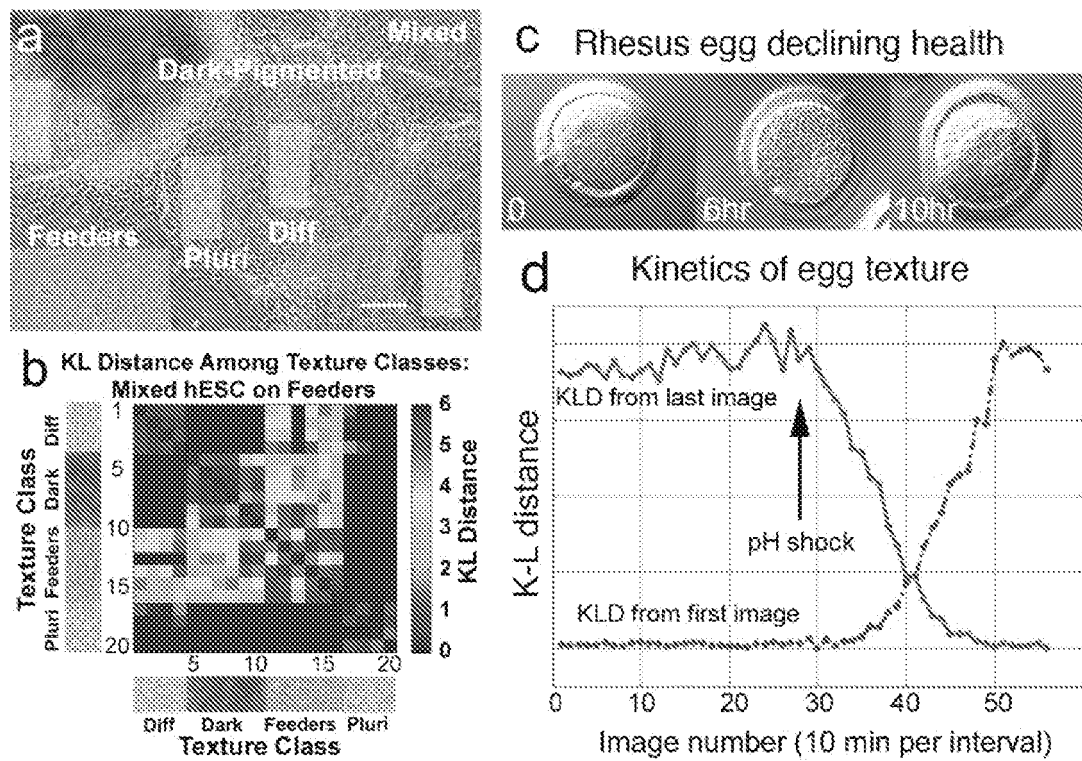 a
Mixed
Dark-Pigmented
Feeders
Pluri
Diff
b KL Distance Among Texture Classes:
Mixed hESC on Feeders
Texture Class
Pluri Feeders Dark Diff
1
5
10
15
20
5 10 15 20
Diff Dark Feeders Pluri
Texture Class
6
5
4
3
2
1
0
KL Distance
c Rhesus egg declining health
0 6hr 10hr
d Kinetics of egg texture
K-L distance
KLD from last image
pH shock
KLD from first image
0 10 20 30 40 50
Image number (10 min per interval)